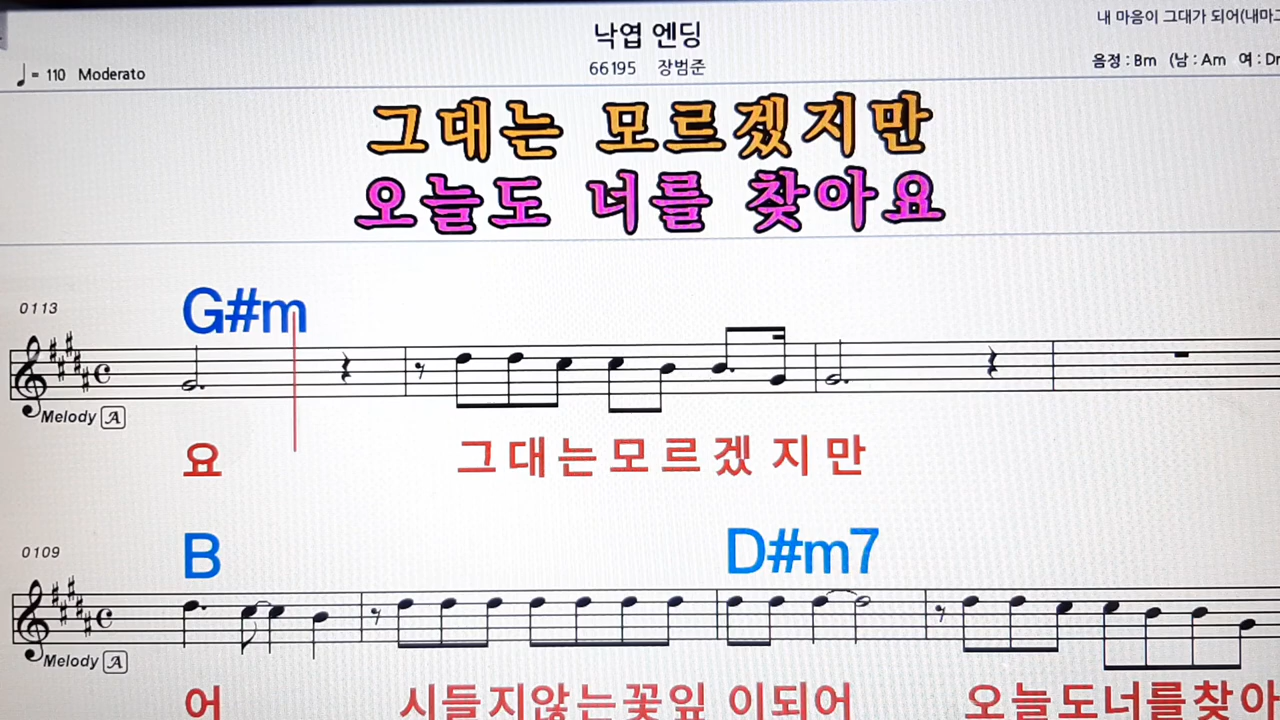 낙엽 엔딩
내 마음이 그대가 되어(내마그
♩= 110 Moderato
66195 장범준
음정 : Bm (남 : Am 여 : Dm
그대는 모르겠지만
오늘도 너를 찾아요
0113
G#m
Melody A
요 그대는모르겠 지 만
0109
B D#m7
Melody A
어 시들지않는꽃잎 이되어 오늘도너를찾아